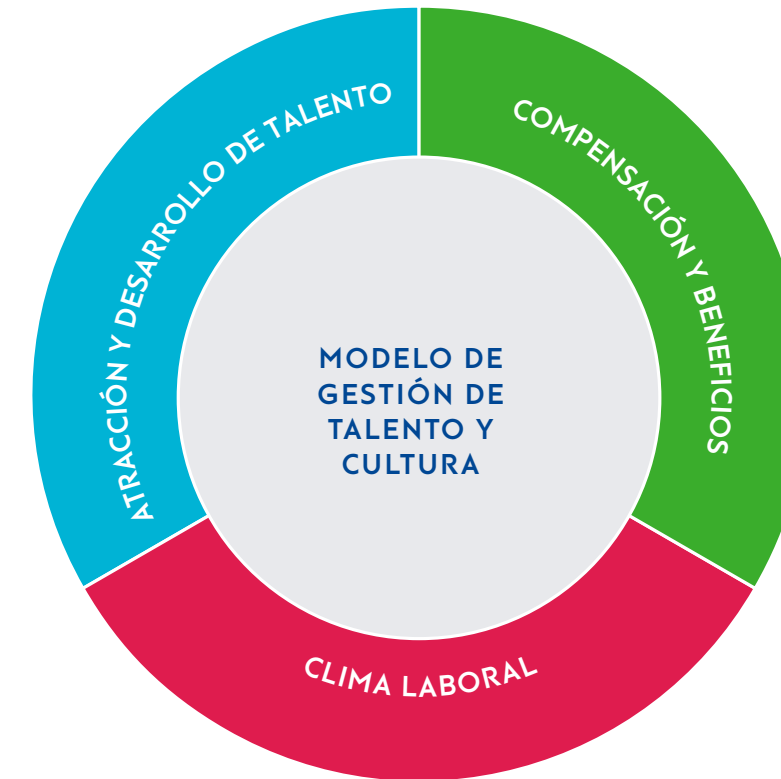 ATRACCIÓN Y DESARROLLO DE TALENTO
COMPENSACIÓN Y BENEFICIOS
MODELO DE
GESTIÓN DE
TALENTO Y
CULTURA
CLIMA LABORAL